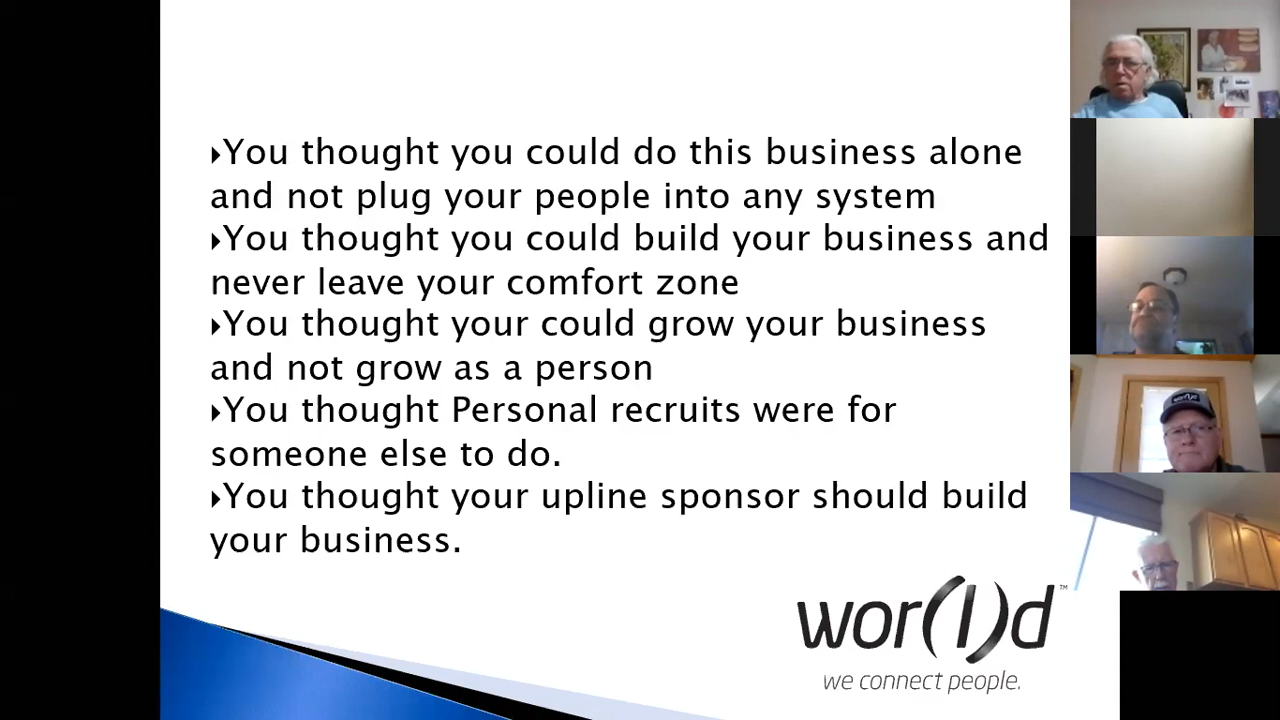 You thought you could do this business alone
and not plug your people into any system
You thought you could build your business and
never leave your comfort zone
You thought your could grow your business
and not grow as a person
You thought Personal recruits were for
someone else to do.
You thought your upline sponsor should build
your business.
wor(l)d™
we connect people.
wor(l)d